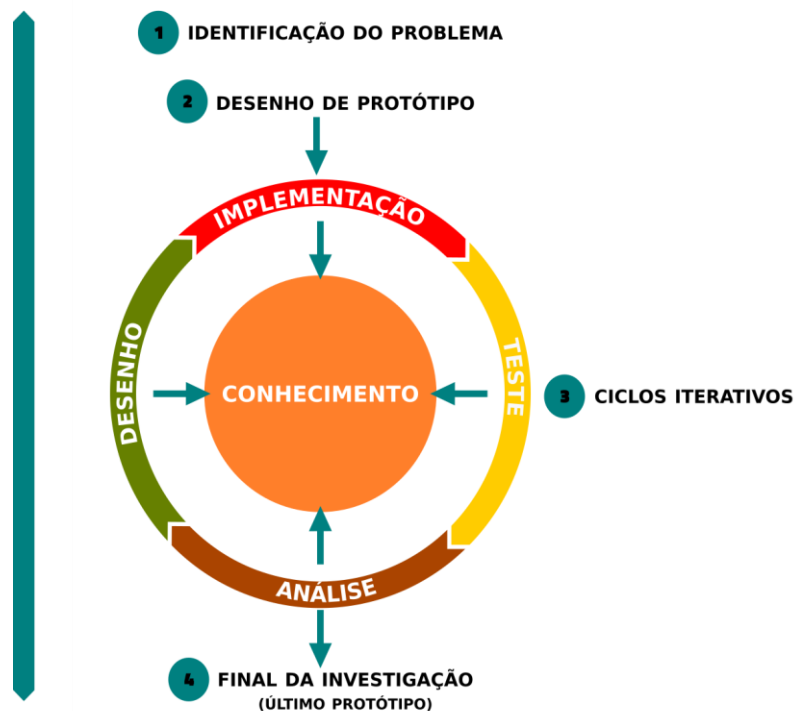 1 IDENTIFICAÇÃO DO PROBLEMA
2 DESENHO DE PROTÓTIPO
IMPLEMENTAÇÃO
DESENHO
CONHECIMENTO
TESTE
3 CICLOS ITERATIVOS
ANÁLISE
4 FINAL DA INVESTIGAÇÃO
(ÚLTIMO PROTÓTIPO)